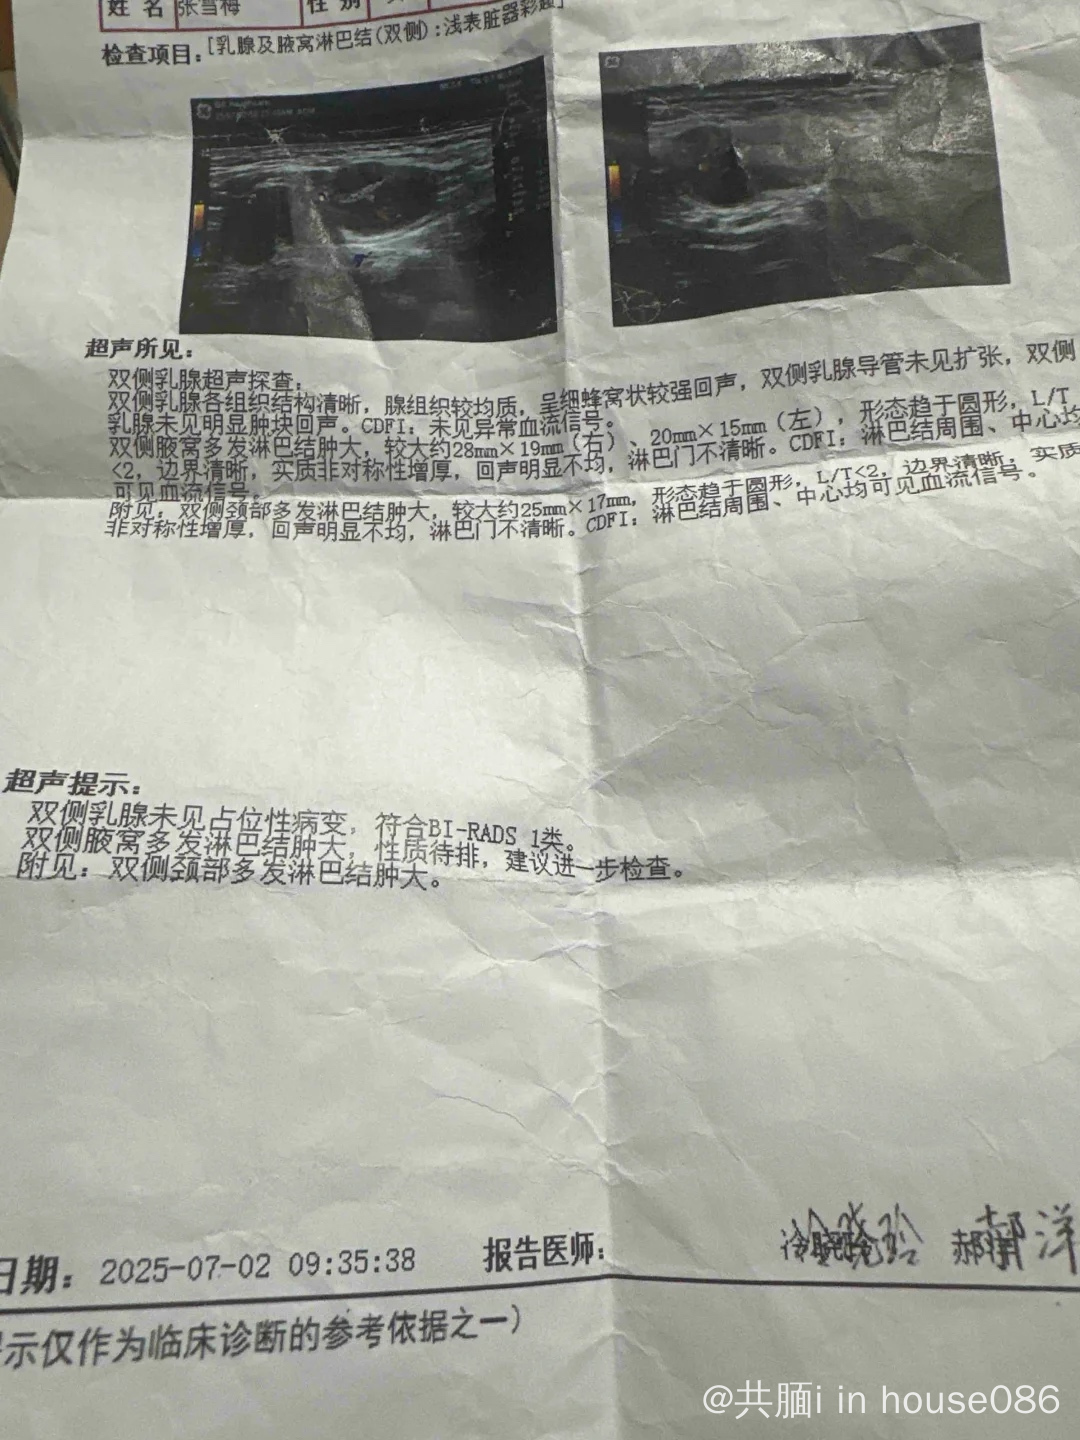 姓 名 张雪梅 性 别
检查项目:[乳腺及腋窝淋巴结(双侧):浅表脏器彩超]
超声所见:
双侧乳腺超声探查:
双侧乳腺各组织结构清晰,腺组织较均质,呈细蜂窝状较强回声,双侧乳腺导管未见扩张,双侧
乳腺未见明显肿块回声。CDFI:未见异常血流信号。
双侧腋窝多发淋巴结肿大,较大约28mm×19mm(右)、20mm×15mm(左),形态趋于圆形,L/T
<2,边界清晰,实质非对称性增厚,回声明显不均,淋巴门不清晰。CDFI:淋巴结周围、中心均
可见血流信号。
附见:双侧颈部多发淋巴结肿大,较大约25mm×17mm,形态趋于圆形,L/T<2,边界清晰,实质
非对称性增厚,回声明显不均,淋巴门不清晰。CDFI:淋巴结周围、中心均可见血流信号。
超声提示:
双侧乳腺未见占位性病变,符合BI-RADS 1类。
双侧腋窝多发淋巴结肿大,性质待排,建议进一步检查。
附见:双侧颈部多发淋巴结肿大。
日期: 2025-07-02 09:35:38 报告医师: 郝洋
示仅作为临床诊断的参考依据之一)
@共腼i in house086